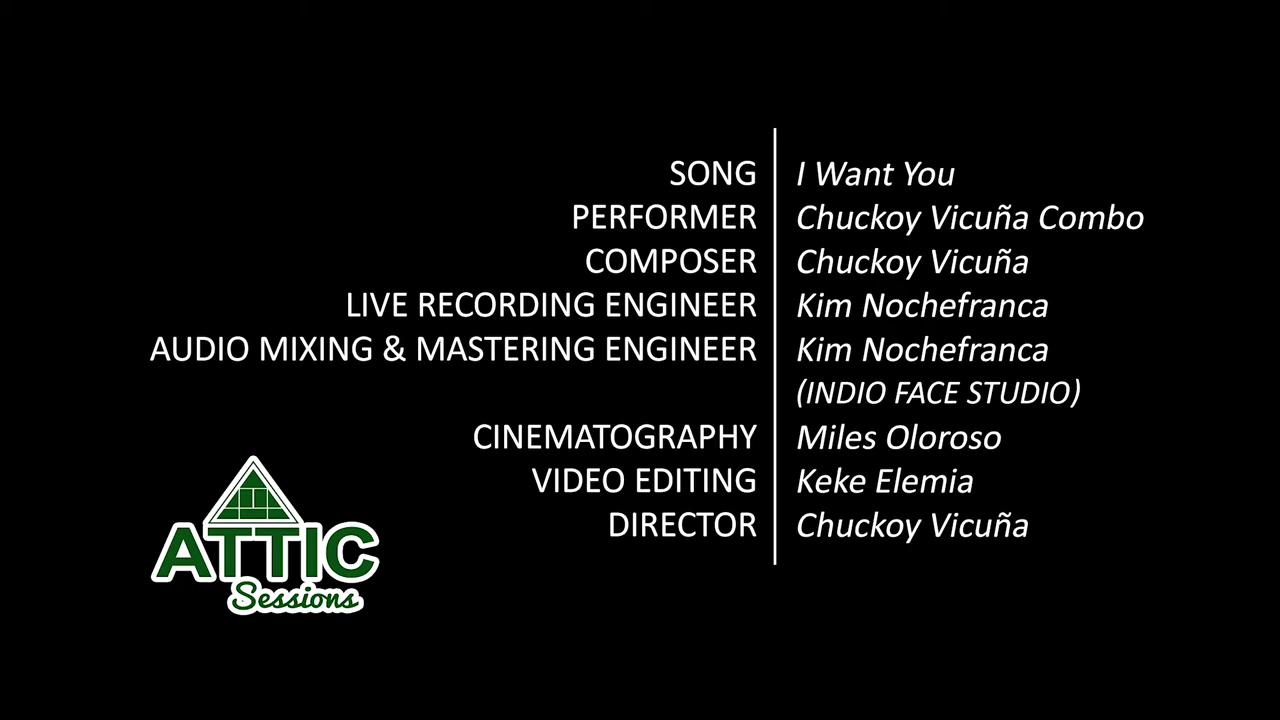 SONG I Want You
PERFORMER Chuckoy Vicuña Combo
COMPOSER Chuckoy Vicuña
LIVE RECORDING ENGINEER Kim Nochefranca
AUDIO MIXING & MASTERING ENGINEER Kim Nochefranca
(INDIO FACE STUDIO)
CINEMATOGRAPHY Miles Oloroso
VIDEO EDITING Keke Elemia
DIRECTOR Chuckoy Vicuña
ATTIC
Sessions